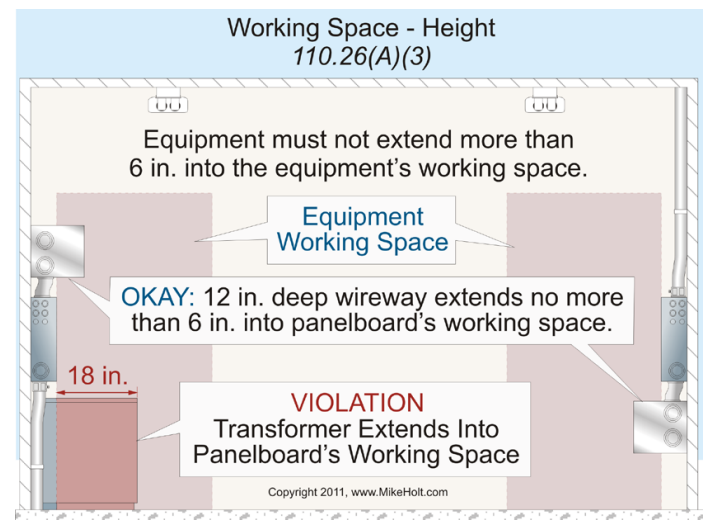 Working Space - Height
110.26(A)(3)
Equipment must not extend more than
6 in. into the equipment's working space.
Equipment
Working Space
OKAY: 12 in. deep wireway extends no more
than 6 in. into panelboard's working space.
18 in.
VIOLATION
Transformer Extends Into
Panelboard's Working Space
Copyright 2011, www.MikeHolt.com